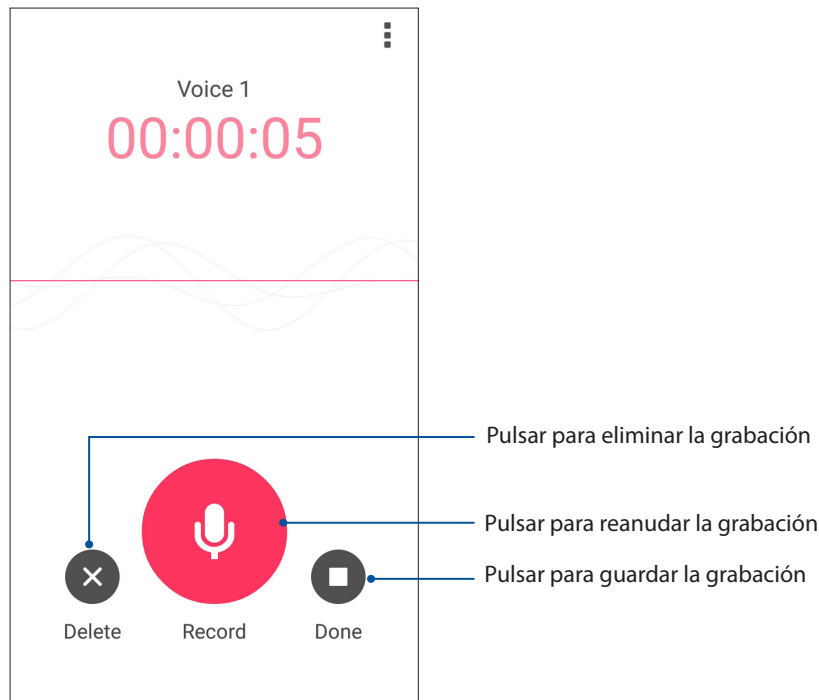 Voice 1
00:00:05
Pulsar para eliminar la grabación
Pulsar para reanudar la grabación
Pulsar para guardar la grabación
Delete Record Done